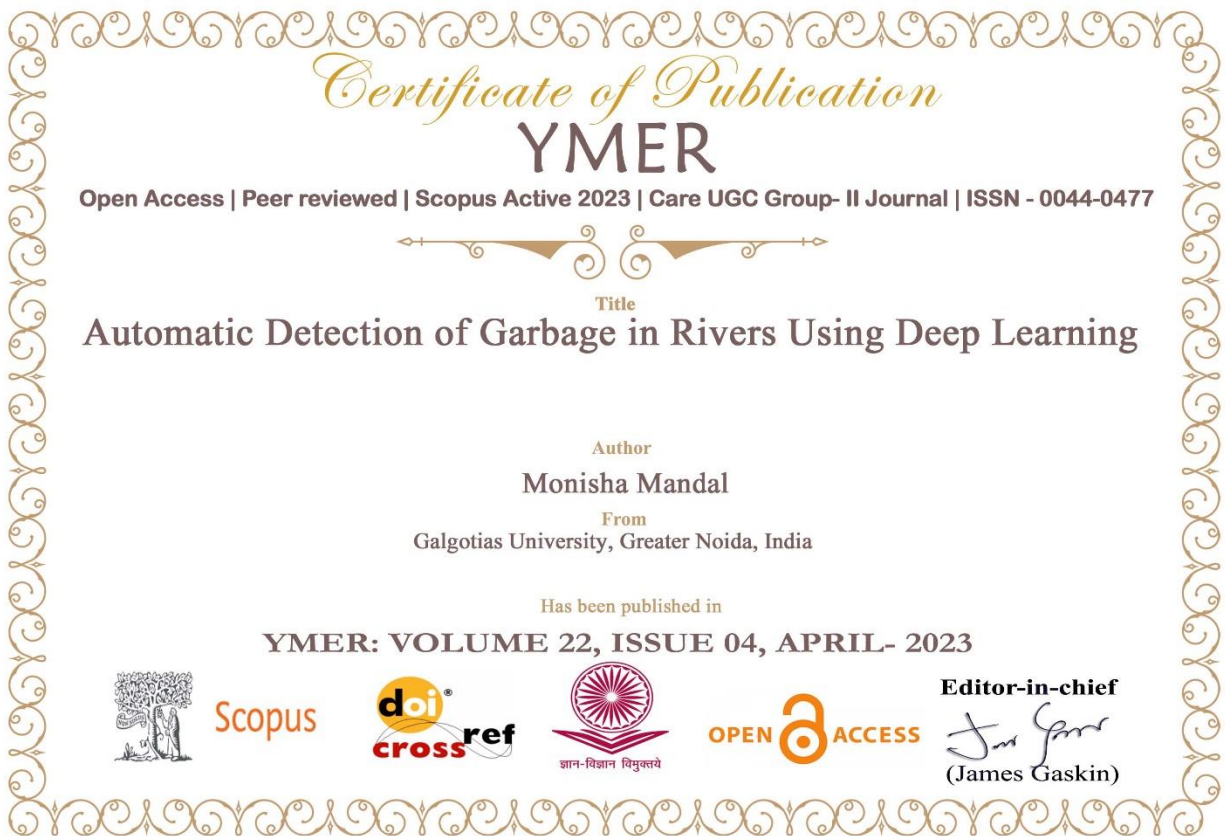 Certificate of Publication
YMER
Open Access | Peer reviewed | Scopus Active 2023 | Care UGC Group- II Journal | ISSN - 0044-0477
Title
Automatic Detection of Garbage in Rivers Using Deep Learning
Author
Monisha Mandal
From
Galgotias University, Greater Noida, India
Has been published in
YMER: VOLUME 22, ISSUE 04, APRIL- 2023
Scopus
doi®
cross ref
ज्ञान-विज्ञान विमुक्तये
OPEN ACCESS
Editor-in-chief
(James Gaskin)